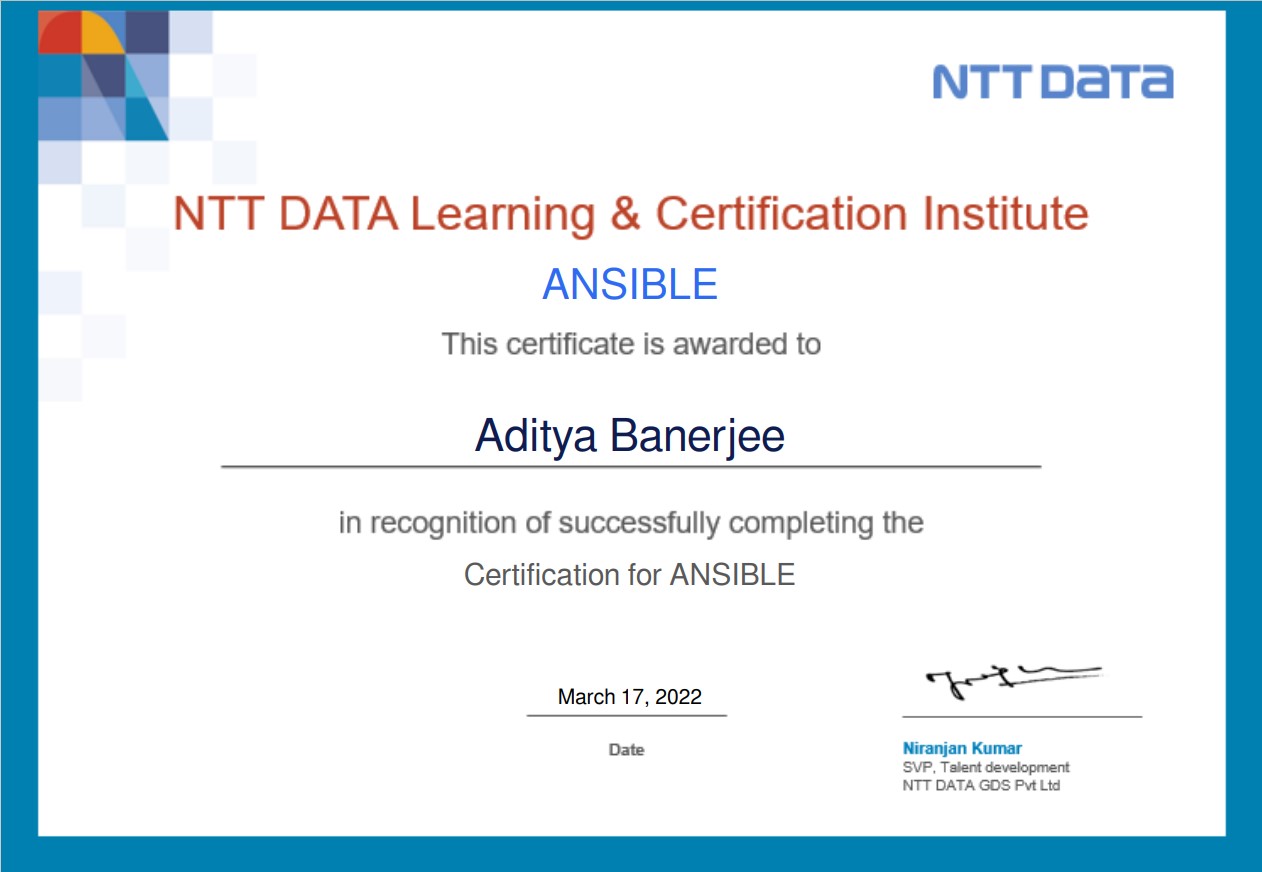 NTT DATA
NTT DATA Learning & Certification Institute
ANSIBLE
This certificate is awarded to
Aditya Banerjee
in recognition of successfully completing the
Certification for ANSIBLE
March 17, 2022
Date
Niranjan Kumar
SVP, Talent development
NTT DATA GDS Pvt Ltd